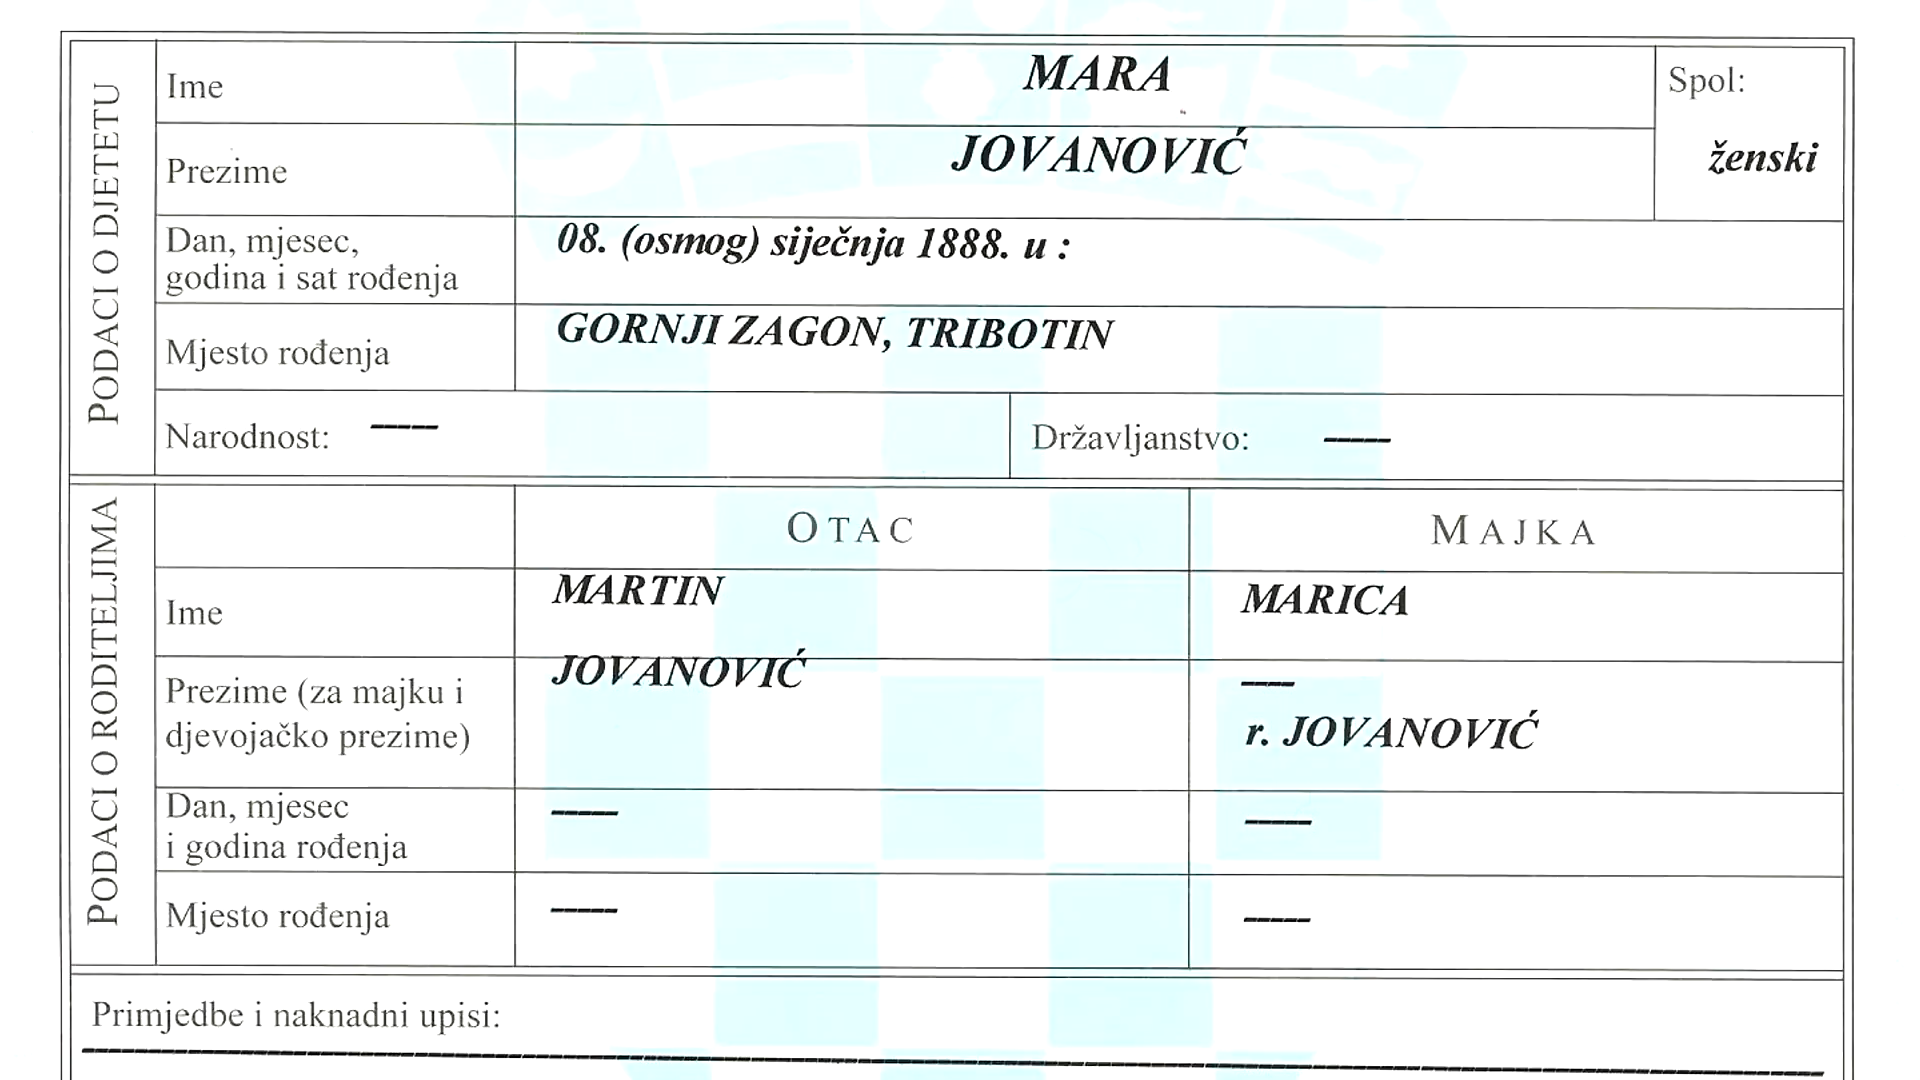 PODACI O DJETETU
Ime
MARA
Spol:
ženski
Prezime
JOVANOVIĆ
Dan, mjesec,
godina i sat rođenja
08. (osmog) siječnja 1888. u :
Mjesto rođenja
GORNJI ZAGON, TRIBOTIN
Narodnost: ----
Državljanstvo: ----
PODACI O RODITELJIMA
OTAC
MAJKA
Ime
MARTIN
MARICA
Prezime (za majku i
djevojačko prezime)
JOVANOVIĆ
----
r. JOVANOVIĆ
Dan, mjesec
i godina rođenja
----
----
Mjesto rođenja
----
----
Primjedbe i naknadni upisi: